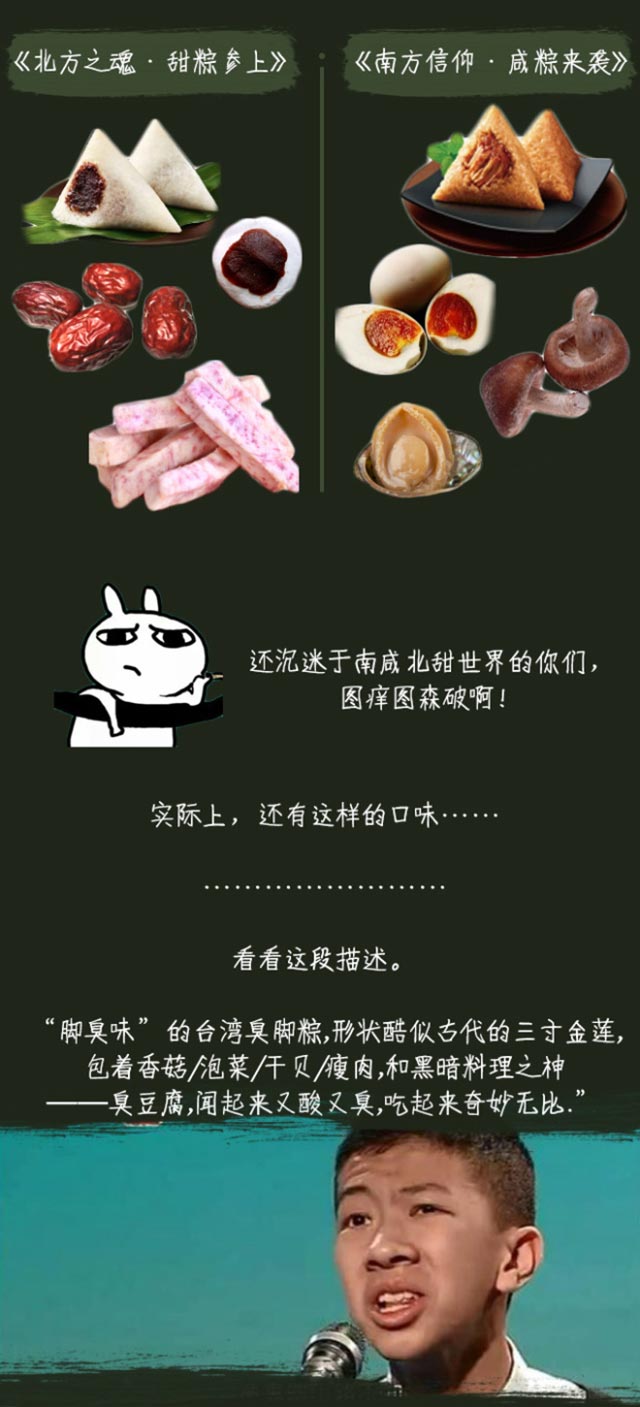 《北方之魂·甜粽参上》
《南方信仰·咸粽来袭》
还沉迷于南咸北甜世界的你们，
图痒图森破啊！
实际上，还有这样的口味……
……………………
看看这段描述。
“脚臭味”的台湾臭脚粽,形状酷似古代的三寸金莲,
包着香菇/泡菜/干贝/瘦肉,和黑暗料理之神
———臭豆腐,闻起来又酸又臭,吃起来奇妙无比.”